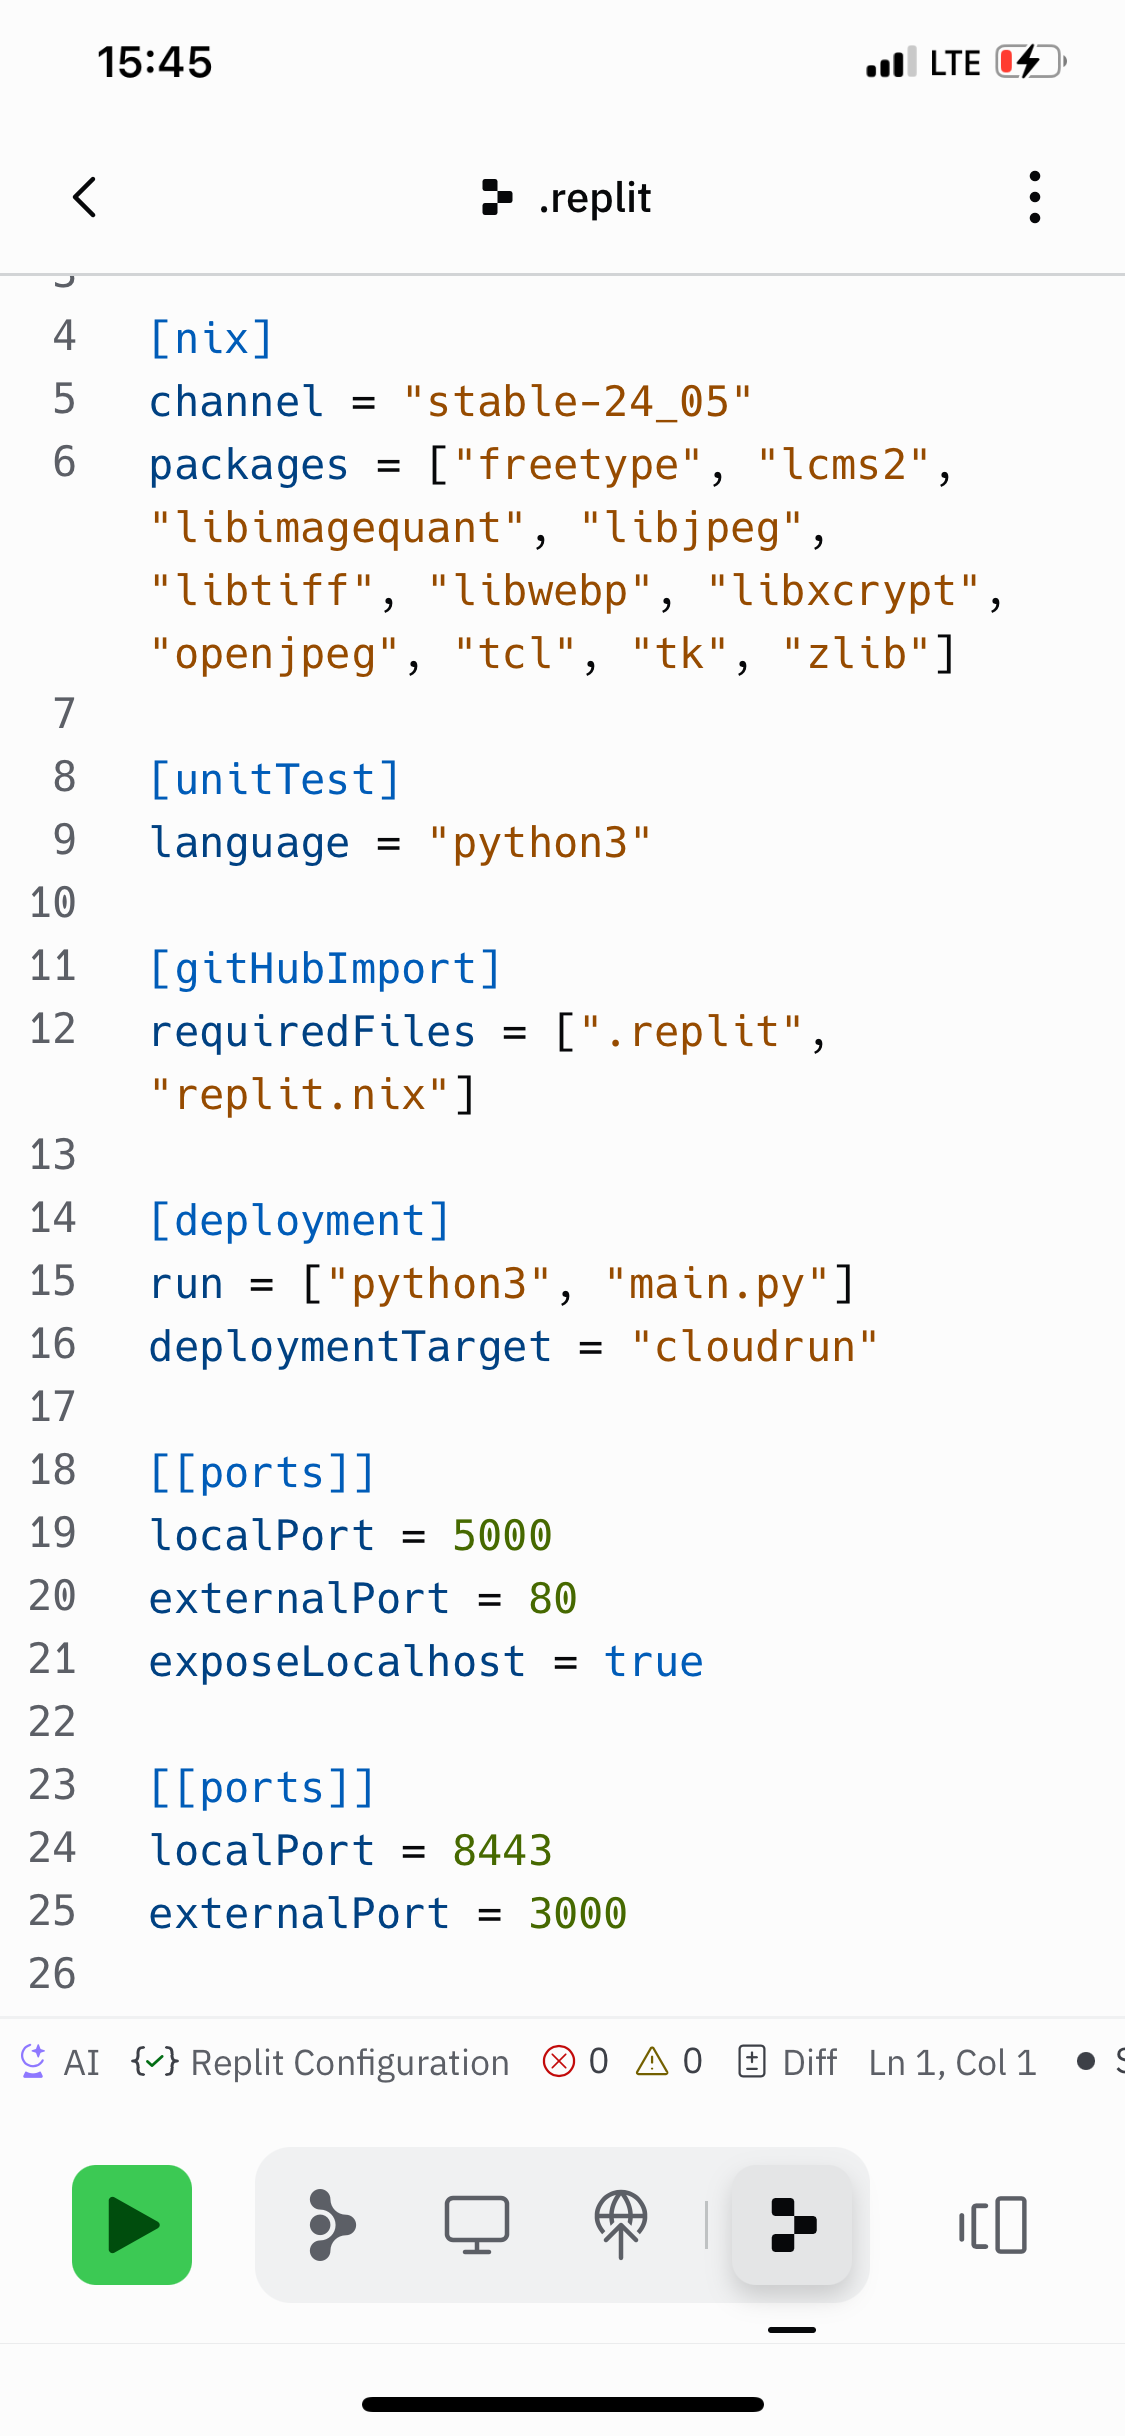 15:45
LTE
.replit
4 [nix]
5 channel = "stable-24_05"
6 packages = ["freetype", "lcms2",
"libimagequant", "libjpeg",
"libtiff", "libwebp", "libxcrypt",
"openjpeg", "tcl", "tk", "zlib"]
7
8 [unitTest]
9 language = "python3"
10
11 [gitHubImport]
12 requiredFiles = [".replit",
"replit.nix"]
13
14 [deployment]
15 run = ["python3", "main.py"]
16 deploymentTarget = "cloudrun"
17
18 [[ports]]
19 localPort = 5000
20 externalPort = 80
21 exposeLocalhost = true
22
23 [[ports]]
24 localPort = 8443
25 externalPort = 3000
26
AI {✓} Replit Configuration 0 0 Diff Ln 1, Col 1